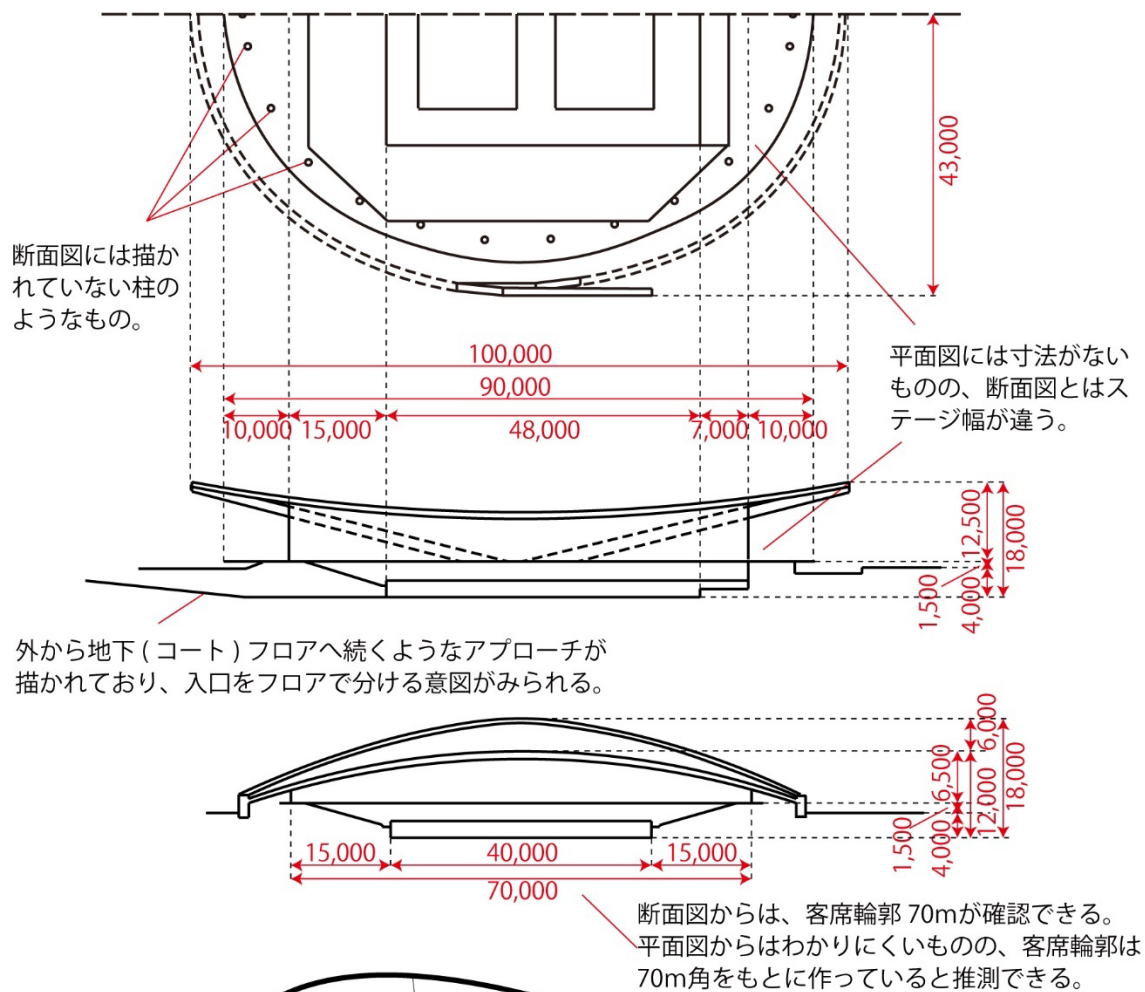 43,000
断面図には描か
れていない柱の
ようなもの。
100,000
90,000
10,000 15,000 48,000 7,000 10,000
平面図には寸法がない
ものの、断面図とはス
テージ幅が違う。
12,500
18,000
1,500
4,000
外から地下 ( コート ) フロアへ続くようなアプローチが
描かれており、入口をフロアで分ける意図がみられる。
6,000
6,500
12,000
18,000
1,500
4,000
15,000 40,000 15,000
70,000
断面図からは、客席輪郭 70mが確認できる。
平面図からはわかりにくいものの、客席輪郭は
70m角をもとに作っていると推測できる。